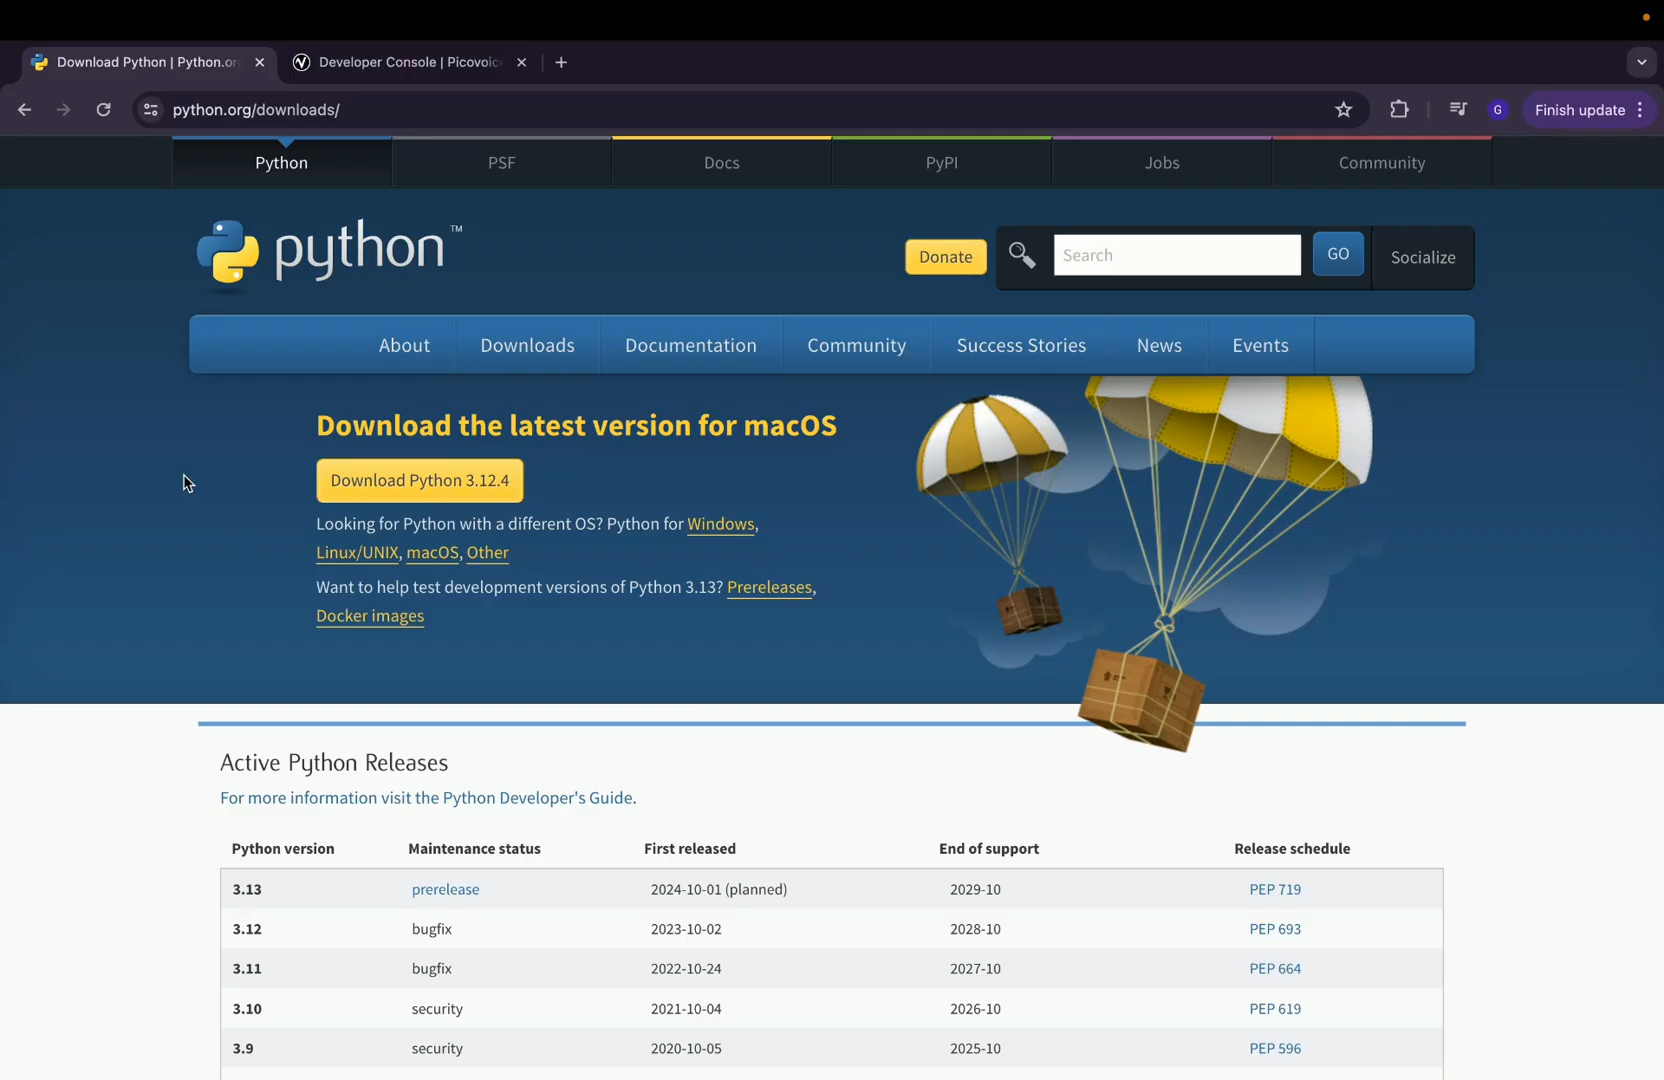 Download Python | Python.or
Developer Console | Picovoic
python.org/downloads/
G
Finish update
Python
PSF
Docs
PyPI
Jobs
Community
python™
Donate
Search
GO
Socialize
About
Downloads
Documentation
Community
Success Stories
News
Events
Download the latest version for macOS
Download Python 3.12.4
Looking for Python with a different OS? Python for Windows,
Linux/UNIX, macOS, Other
Want to help test development versions of Python 3.13? Prereleases,
Docker images
Active Python Releases
For more information visit the Python Developer's Guide.
Python version Maintenance status First released End of support Release schedule
3.13 prerelease 2024-10-01 (planned) 2029-10 PEP 719
3.12 bugfix 2023-10-02 2028-10 PEP 693
3.11 bugfix 2022-10-24 2027-10 PEP 664
3.10 security 2021-10-04 2026-10 PEP 619
3.9 security 2020-10-05 2025-10 PEP 596